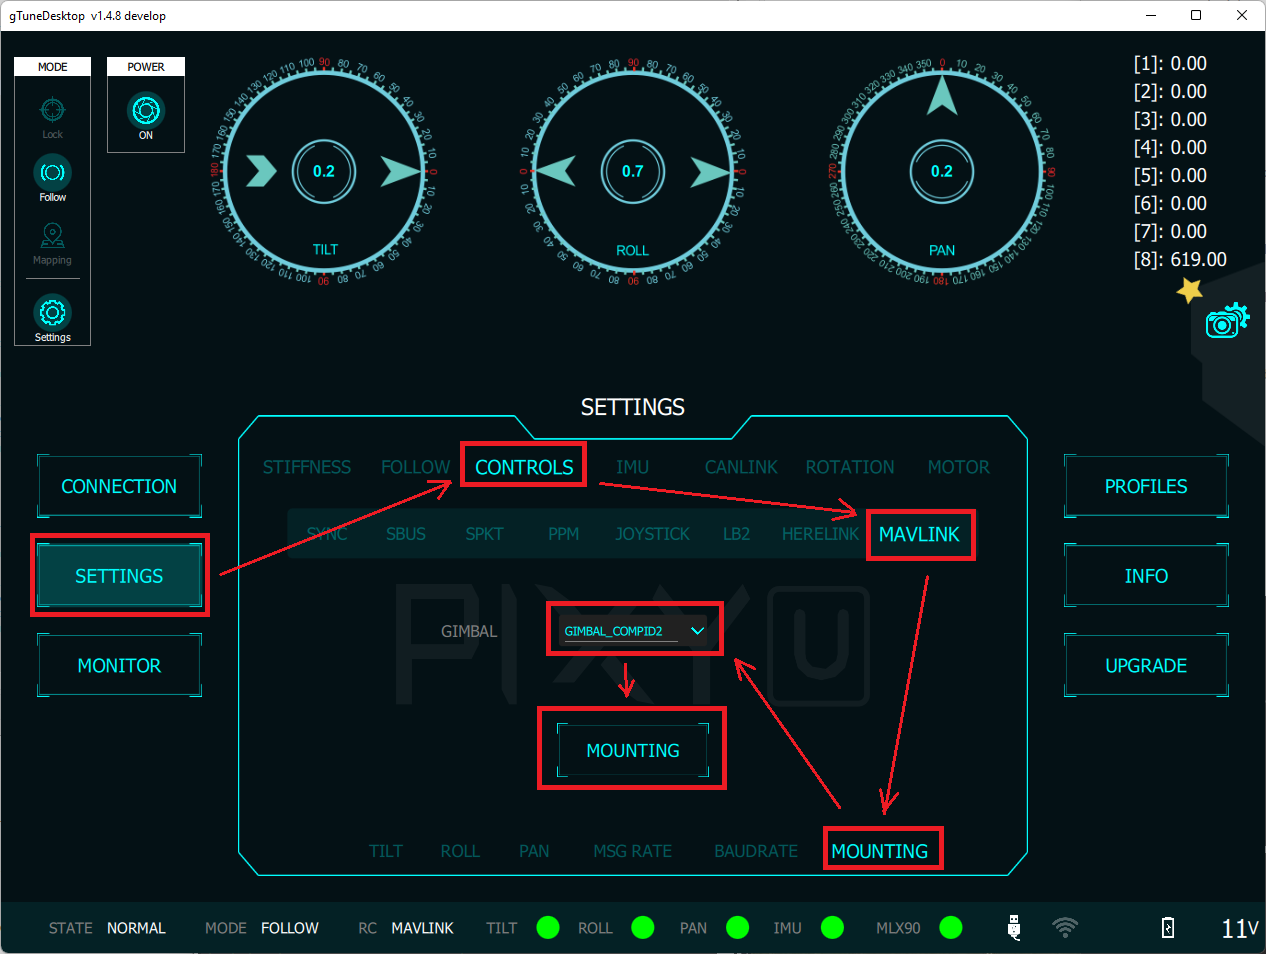 gTuneDesktop v1.4.8 develop
MODE
POWER
Lock
ON
Follow
Mapping
Settings
0.2
TILT
0.7
ROLL
0.2
PAN
[1]: 0.00
[2]: 0.00
[3]: 0.00
[4]: 0.00
[5]: 0.00
[6]: 0.00
[7]: 0.00
[8]: 619.00
SETTINGS
CONNECTION
SETTINGS
MONITOR
STIFFNESS FOLLOW CONTROLS IMU CANLINK ROTATION MOTOR
SYNC SBUS SPKT PPM JOYSTICK LB2 HERELINK MAVLINK
PIXY U
GIMBAL GIMBAL_COMPID2
MOUNTING
TILT ROLL PAN MSG RATE BAUDRATE MOUNTING
PROFILES
INFO
UPGRADE
STATE NORMAL MODE FOLLOW RC MAVLINK TILT ROLL PAN IMU MLX90 11V